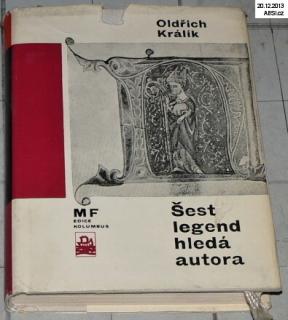 20.12.2013
ABSI.cz
Oldřich
Králík
MF
EDICE
KOLUMBUS
Šest
legend
hledá
autora